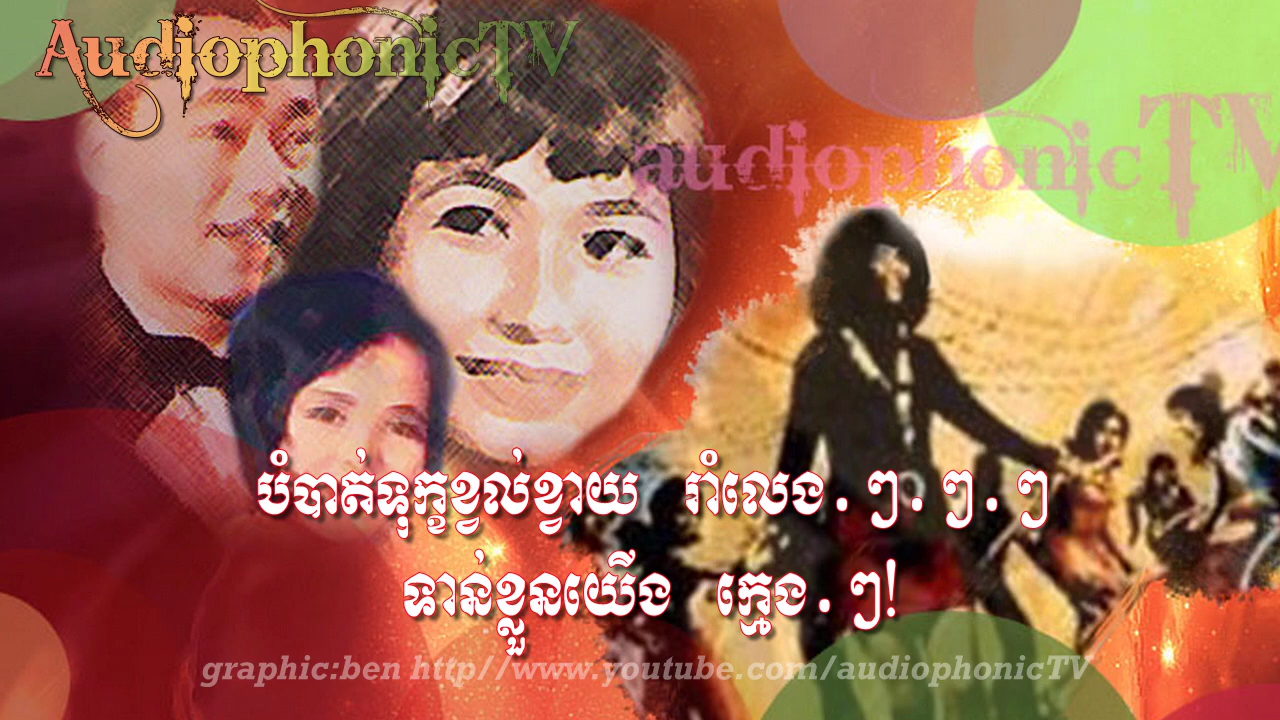 AudiophonicTV
audiophonicTV
បំបាត់ទុក្ខខ្វល់ខ្វាយ រាំលេង . ៗ . ៗ . ៗ
ទាន់ខ្លួនយើង ក្មេង . ៗ!
graphic:ben http//www.youtube.com/audiophonicTV